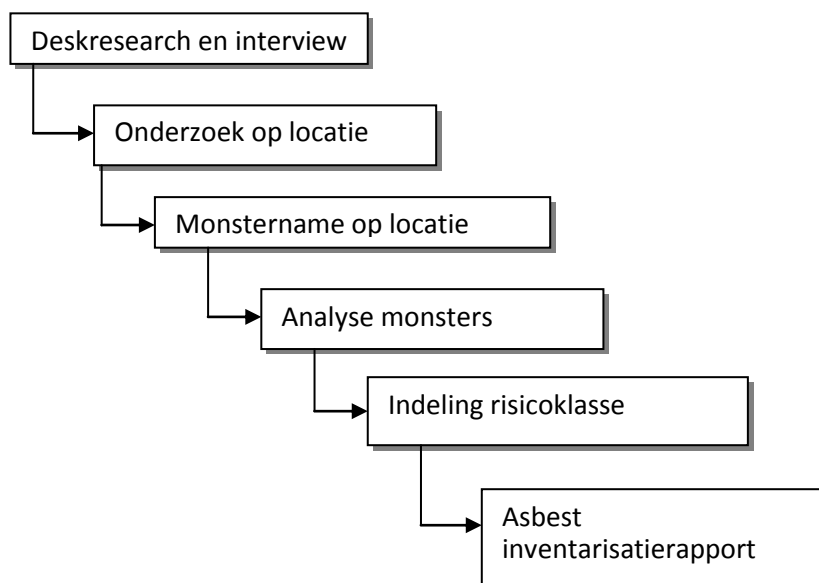 Deskresearch en interview
Onderzoek op locatie
Monstername op locatie
Analyse monsters
Indeling risicoklasse
Asbest
inventarisatierapport